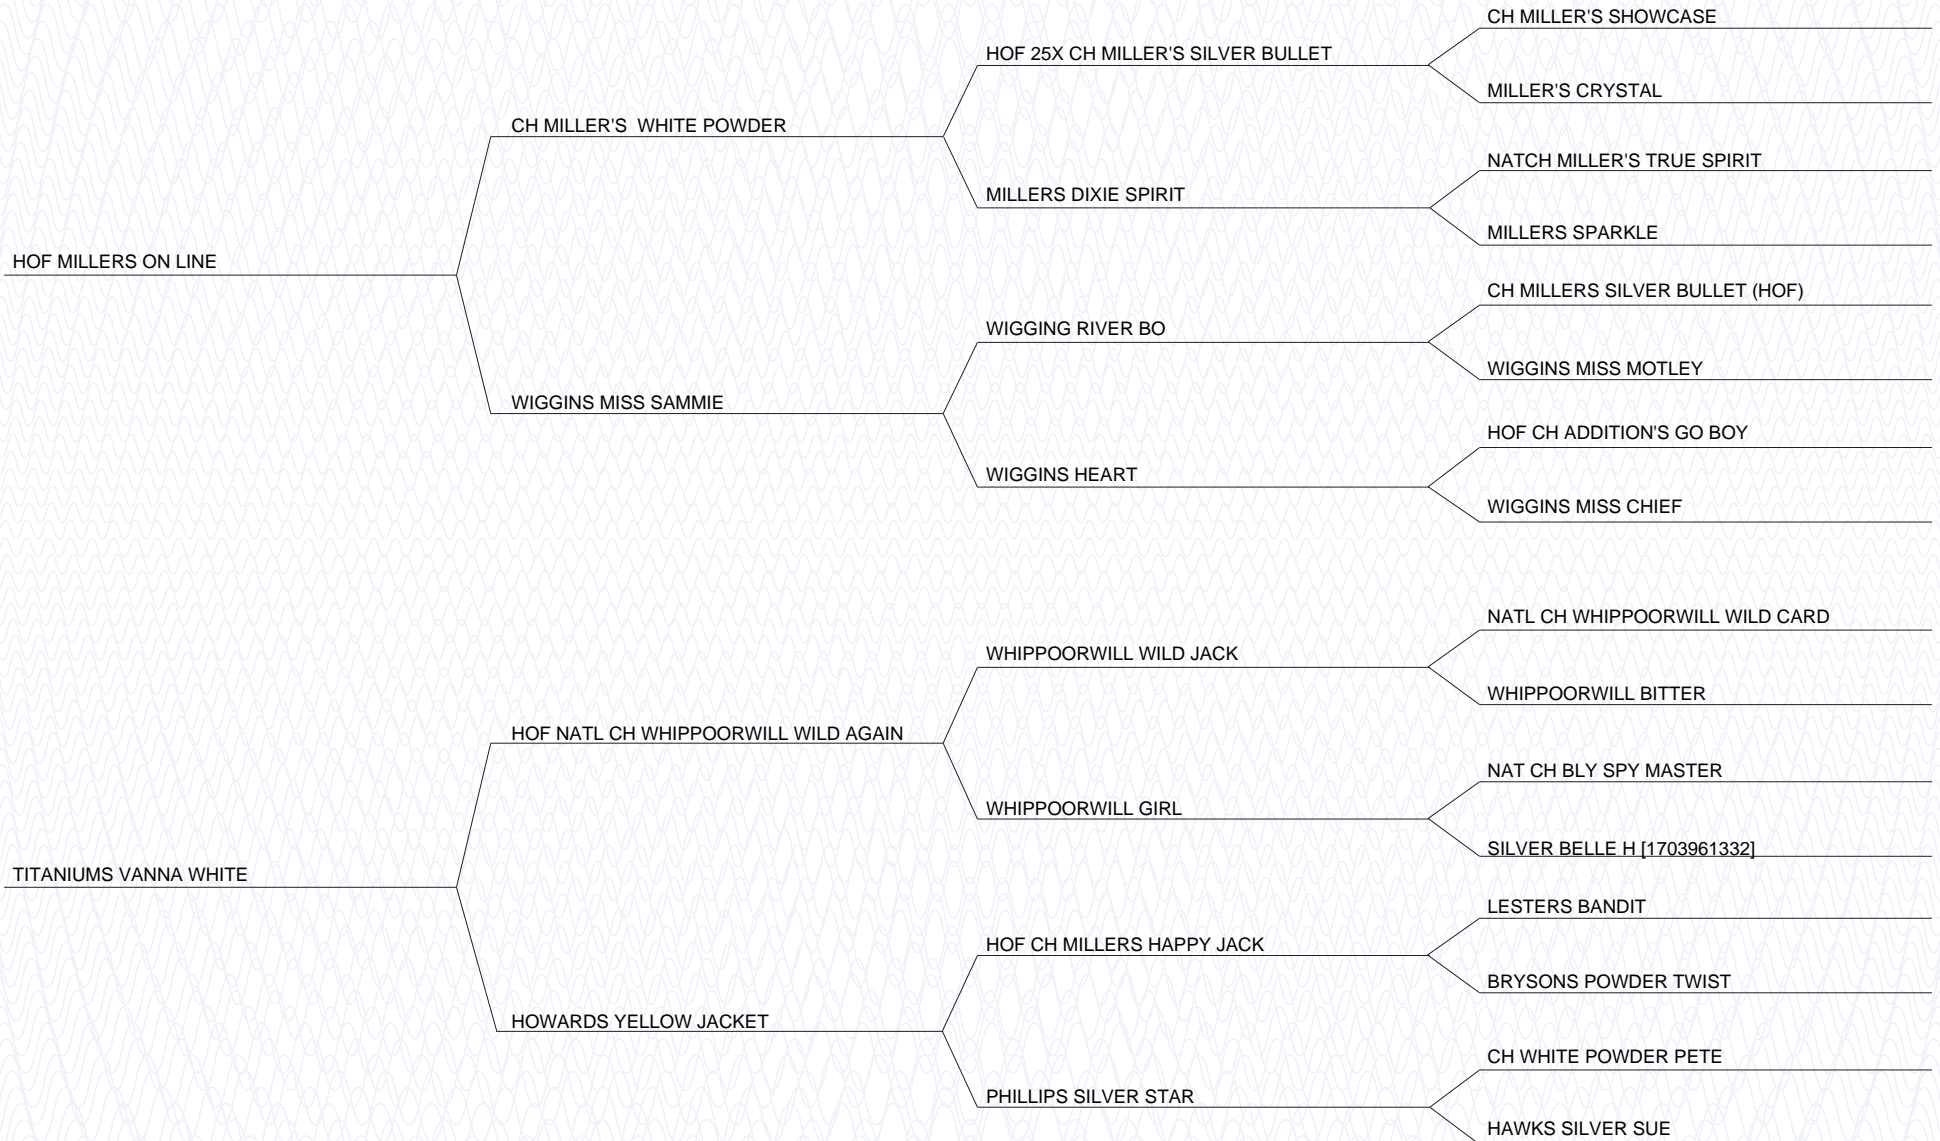 CH MILLER'S SHOWCASE
HOF 25X CH MILLER'S SILVER BULLET
MILLER'S CRYSTAL
CH MILLER'S  WHITE POWDER
NATCH MILLER'S TRUE SPIRIT
MILLERS DIXIE SPIRIT
MILLERS SPARKLE
HOF MILLERS ON LINE
CH MILLERS SILVER BULLET (HOF)
WIGGING RIVER BO
WIGGINS MISS MOTLEY
WIGGINS MISS SAMMIE
HOF CH ADDITION'S GO BOY
WIGGINS HEART
WIGGINS MISS CHIEF
NATL CH WHIPPOORWILL WILD CARD
WHIPPOORWILL WILD JACK
WHIPPOORWILL BITTER
HOF NATL CH WHIPPOORWILL WILD AGAIN
NAT CH BLY SPY MASTER
WHIPPOORWILL GIRL
SILVER BELLE H [1703961332]
TITANIUMS VANNA WHITE
LESTERS BANDIT
HOF CH MILLERS HAPPY JACK
BRYSONS POWDER TWIST
HOWARDS YELLOW JACKET
CH WHITE POWDER PETE
PHILLIPS SILVER STAR
HAWKS SILVER SUE